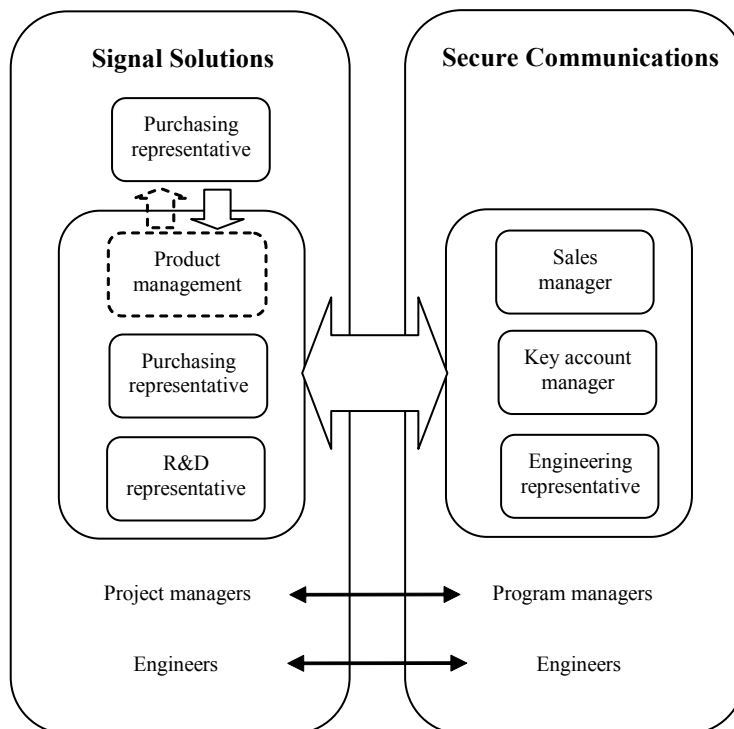 Signal Solutions
Purchasing
representative
Product
management
Purchasing
representative
R&D
representative
Project managers
Engineers
Secure Communications
Sales
manager
Key account
manager
Engineering
representative
Program managers
Engineers